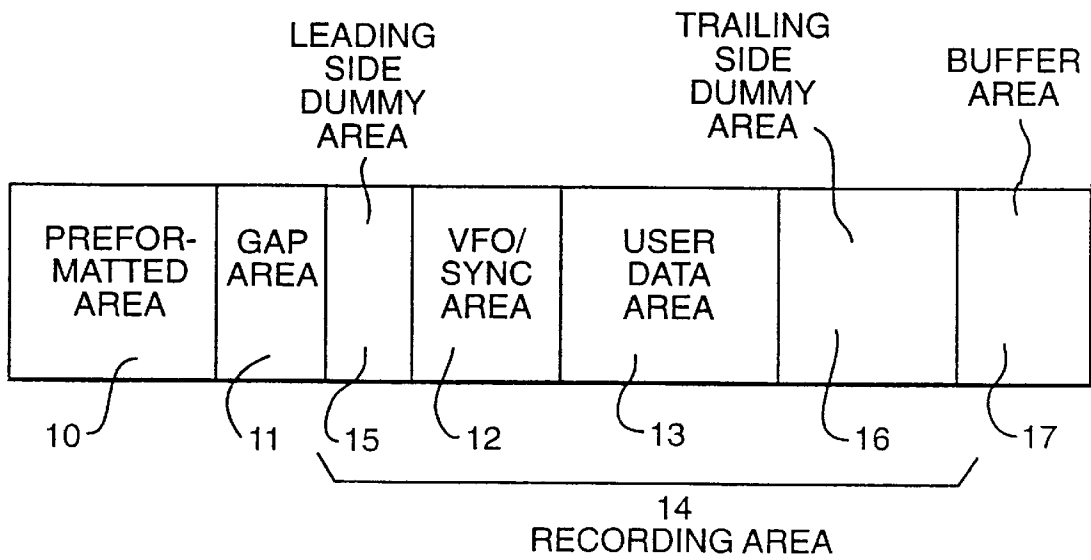 LEADING
SIDE
DUMMY
AREA
TRAILING
SIDE
DUMMY
AREA
BUFFER
AREA
PREFOR-
MATTED
AREA
GAP
AREA
VFO/
SYNC
AREA
USER
DATA
AREA
10
11
15
12
13
16
17
14
RECORDING AREA